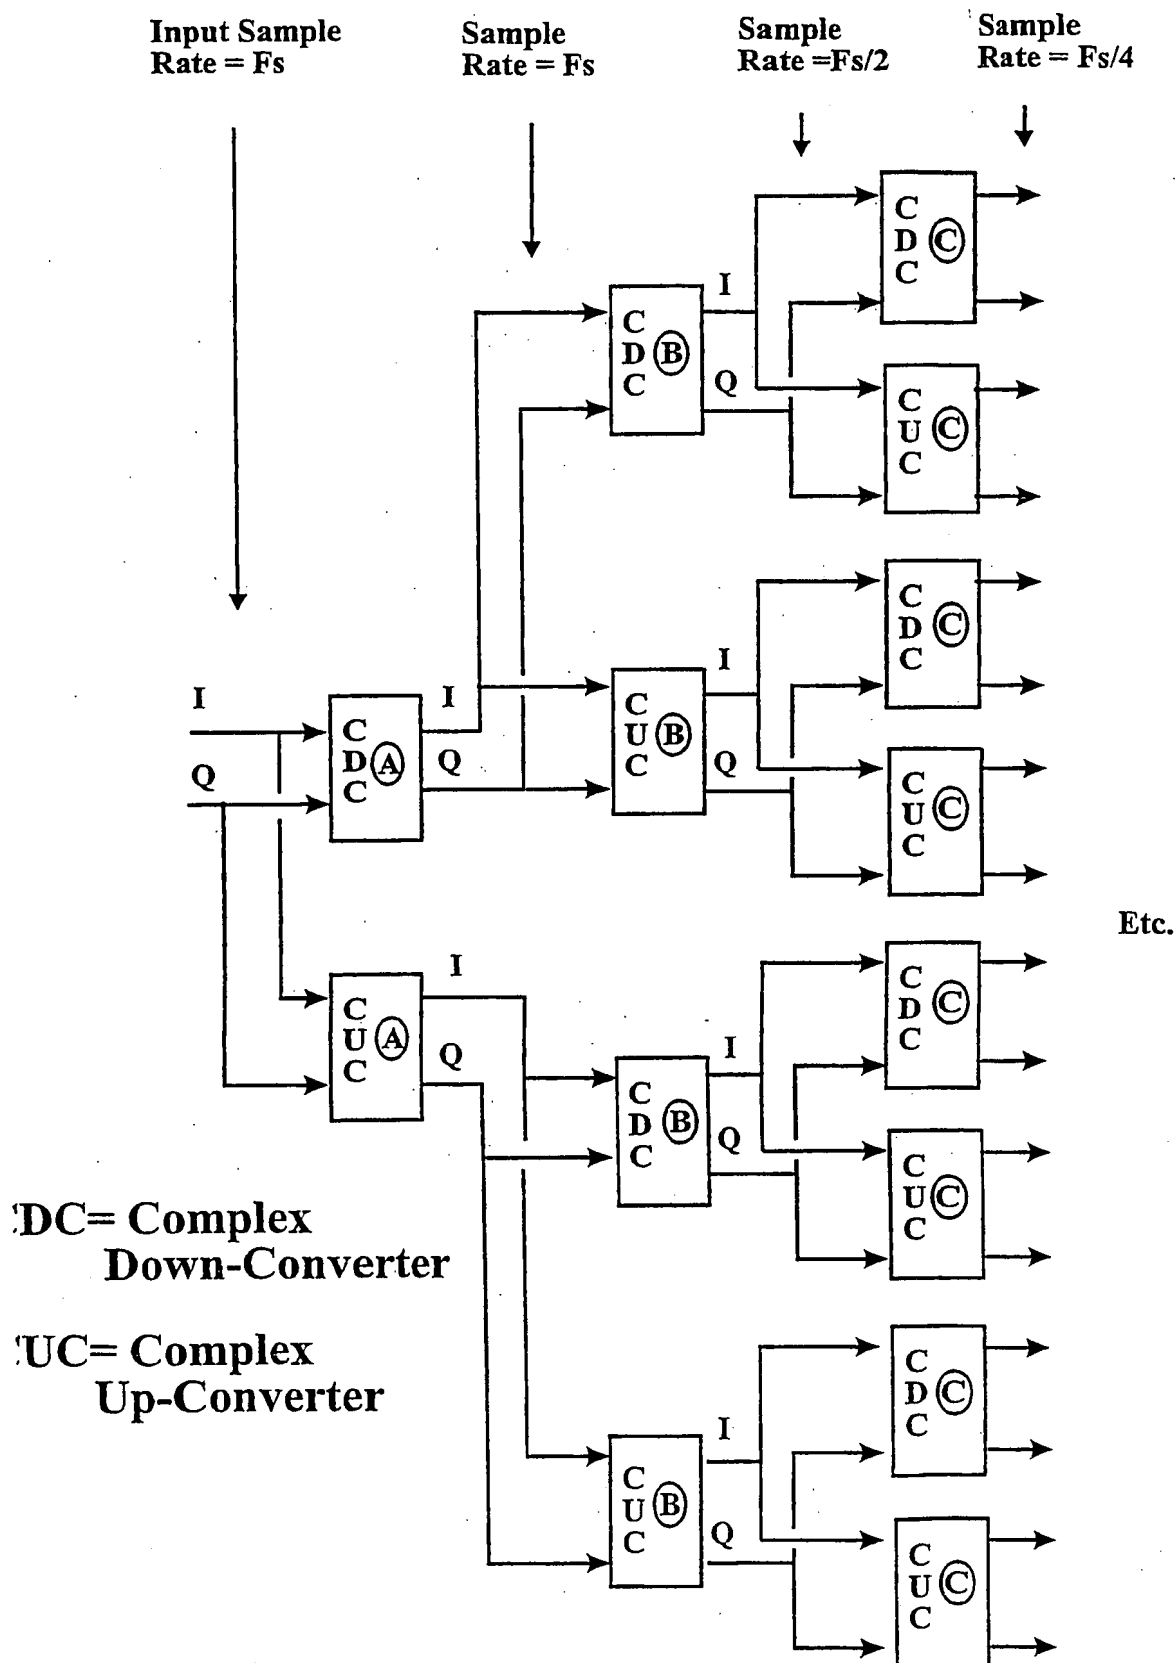 Input Sample
Rate = Fs
Sample
Rate = Fs
Sample
Rate =Fs/2
Sample
Rate = Fs/4
C
D
C
C
I
C
D
C
B
Q
C
U
C
C
C
D
C
C
I
C
U
C
B
Q
C
U
C
C
I
Q
C
D
C
A
I
Q
Etc.
C
U
C
A
I
Q
C
D
C
B
I
Q
C
D
C
C
C
U
C
C
DC= Complex
Down-Converter
UC= Complex
Up-Converter
C
U
C
B
I
Q
C
D
C
C
C
U
C
C